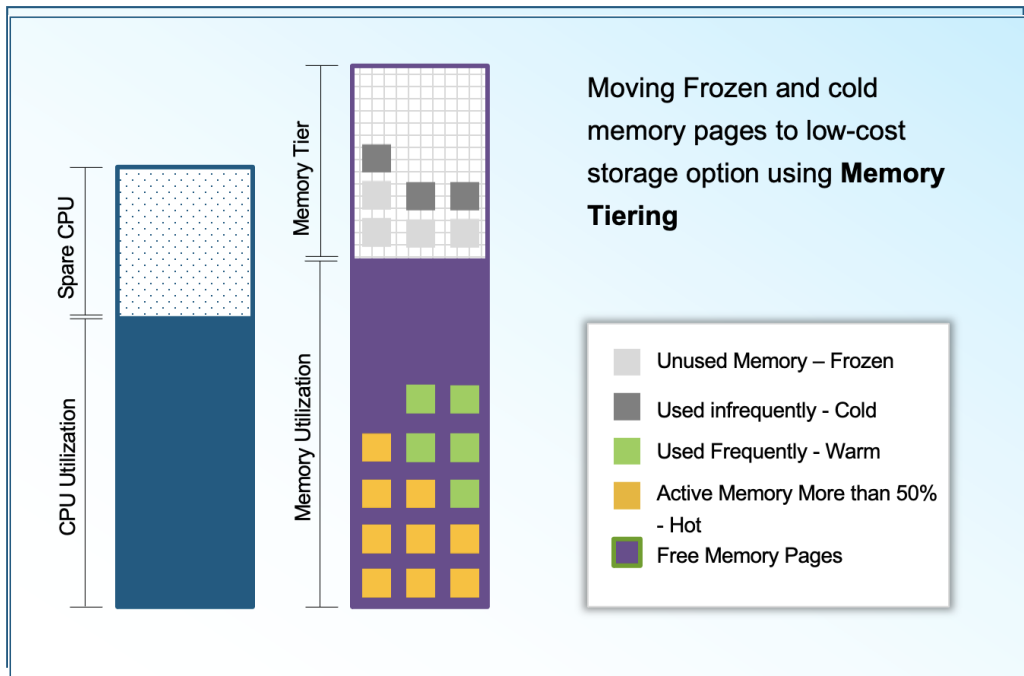 Moving Frozen and cold
memory pages to low-cost
storage option using Memory
Tiering
Spare CPU
CPU Utilization
Memory Tier
Memory Utilization
Unused Memory – Frozen
Used infrequently - Cold
Used Frequently - Warm
Active Memory More than 50%
- Hot
Free Memory Pages